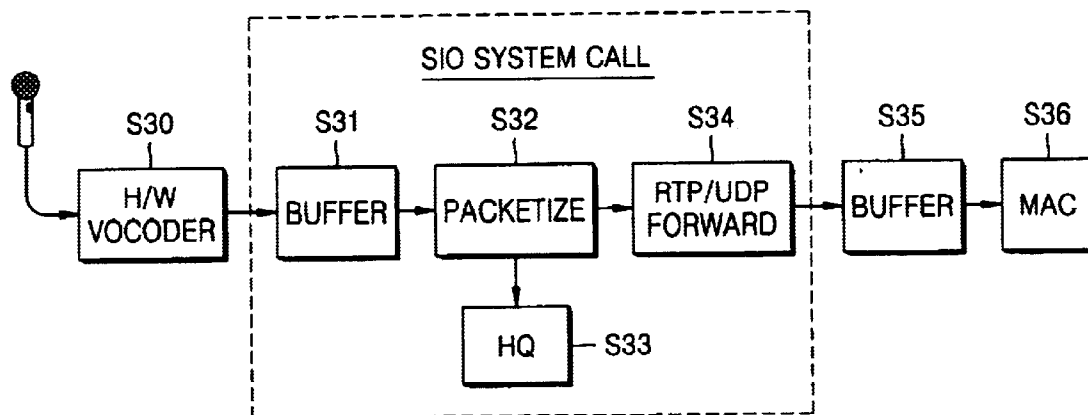 SIO SYSTEM CALL
S30
H/W
VOCODER
S31
BUFFER
S32
PACKETIZE
S34
RTP/UDP
FORWARD
S35
BUFFER
S36
MAC
HQ
S33